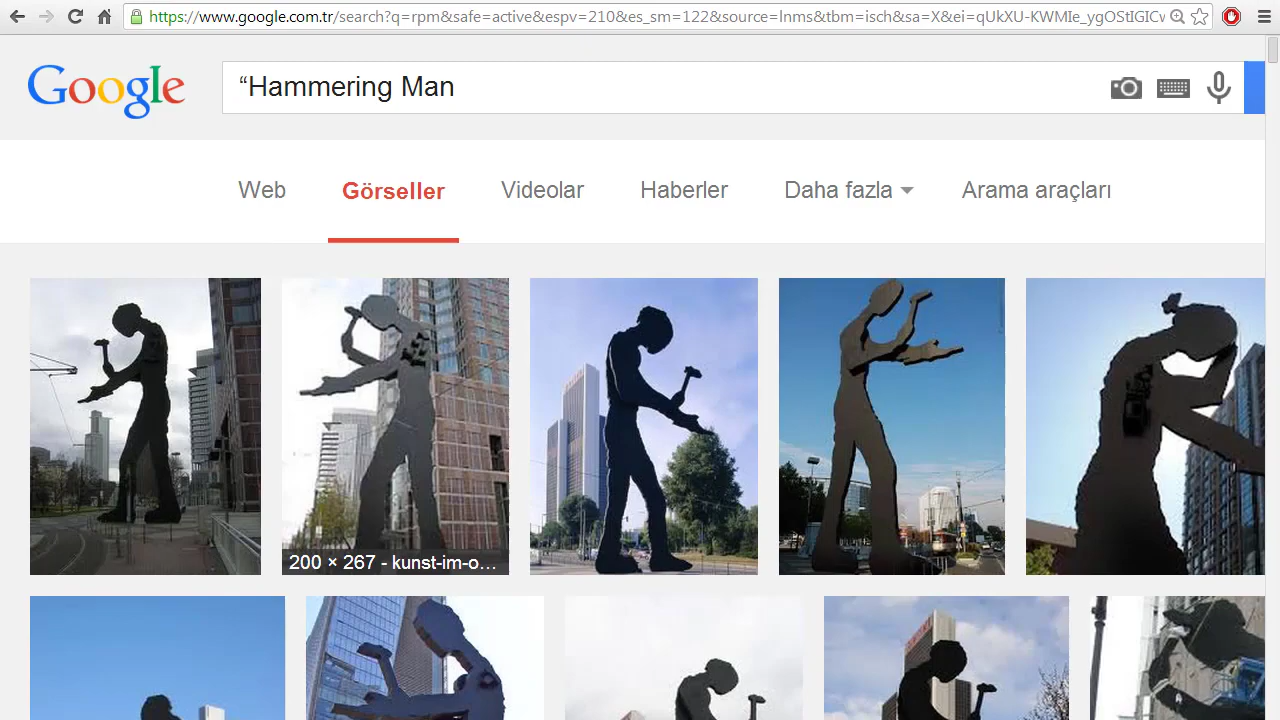 https://www.google.com.tr/search?q=rpm&safe=active&espv=210&es_sm=122&source=lnms&tbm=isch&sa=X&ei=qUkXU-KWMIe_ygOStIGICw
Google
“Hammering Man
Web Görseller Videolar Haberler Daha fazla Arama araçları
200 × 267 - kunst-im-o...